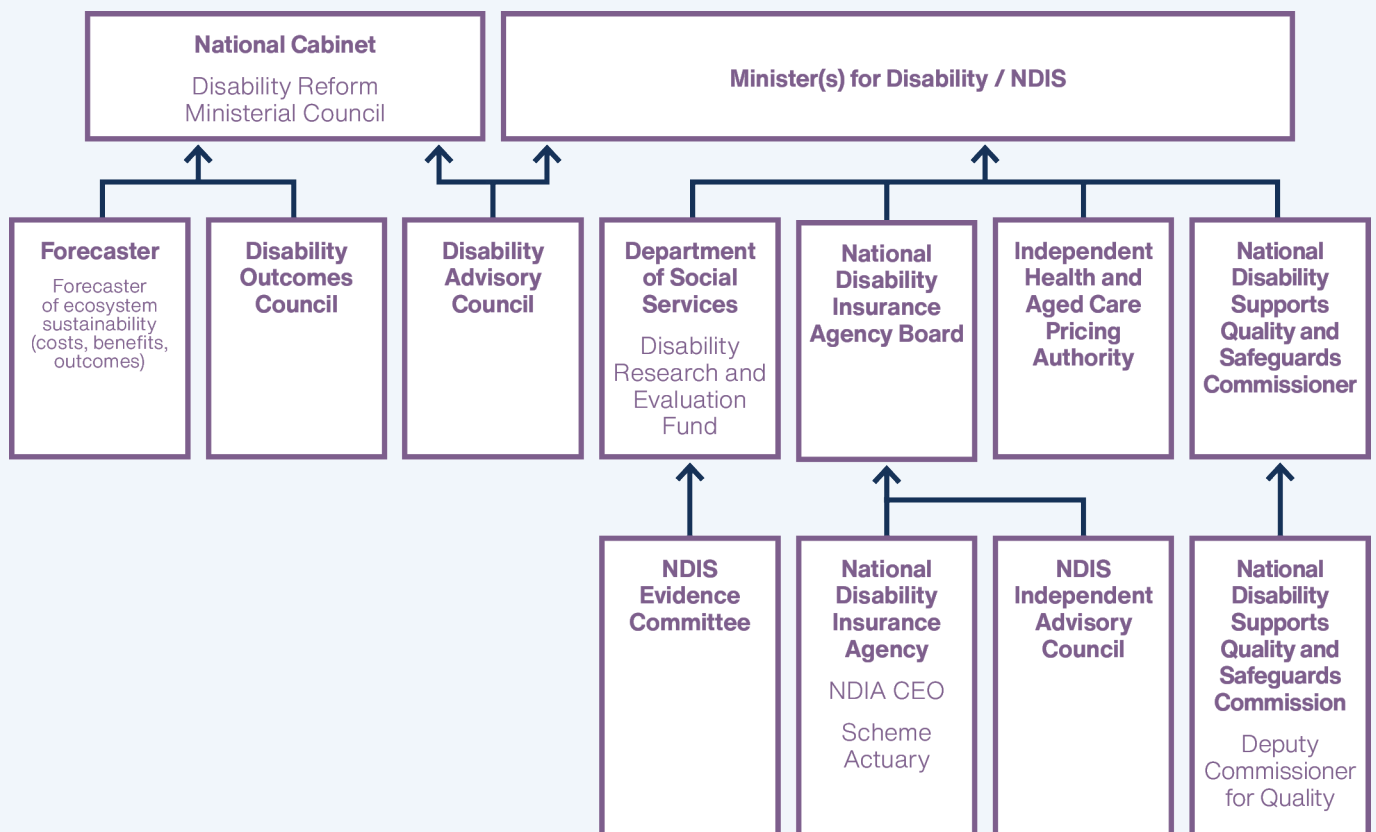 National Cabinet
Disability Reform
Ministerial Council
Minister(s) for Disability / NDIS
Forecaster
Forecaster
of ecosystem
sustainability
(costs, benefits,
outcomes)
Disability
Outcomes
Council
Disability
Advisory
Council
Department
of Social
Services
Disability
Research and
Evaluation
Fund
National
Disability
Insurance
Agency Board
Independent
Health and
Aged Care
Pricing
Authority
National
Disability
Supports
Quality and
Safeguards
Commissioner
NDIS
Evidence
Committee
National
Disability
Insurance
Agency
NDIA CEO
Scheme
Actuary
NDIS
Independent
Advisory
Council
National
Disability
Supports
Quality and
Safeguards
Commission
Deputy
Commissioner
for Quality